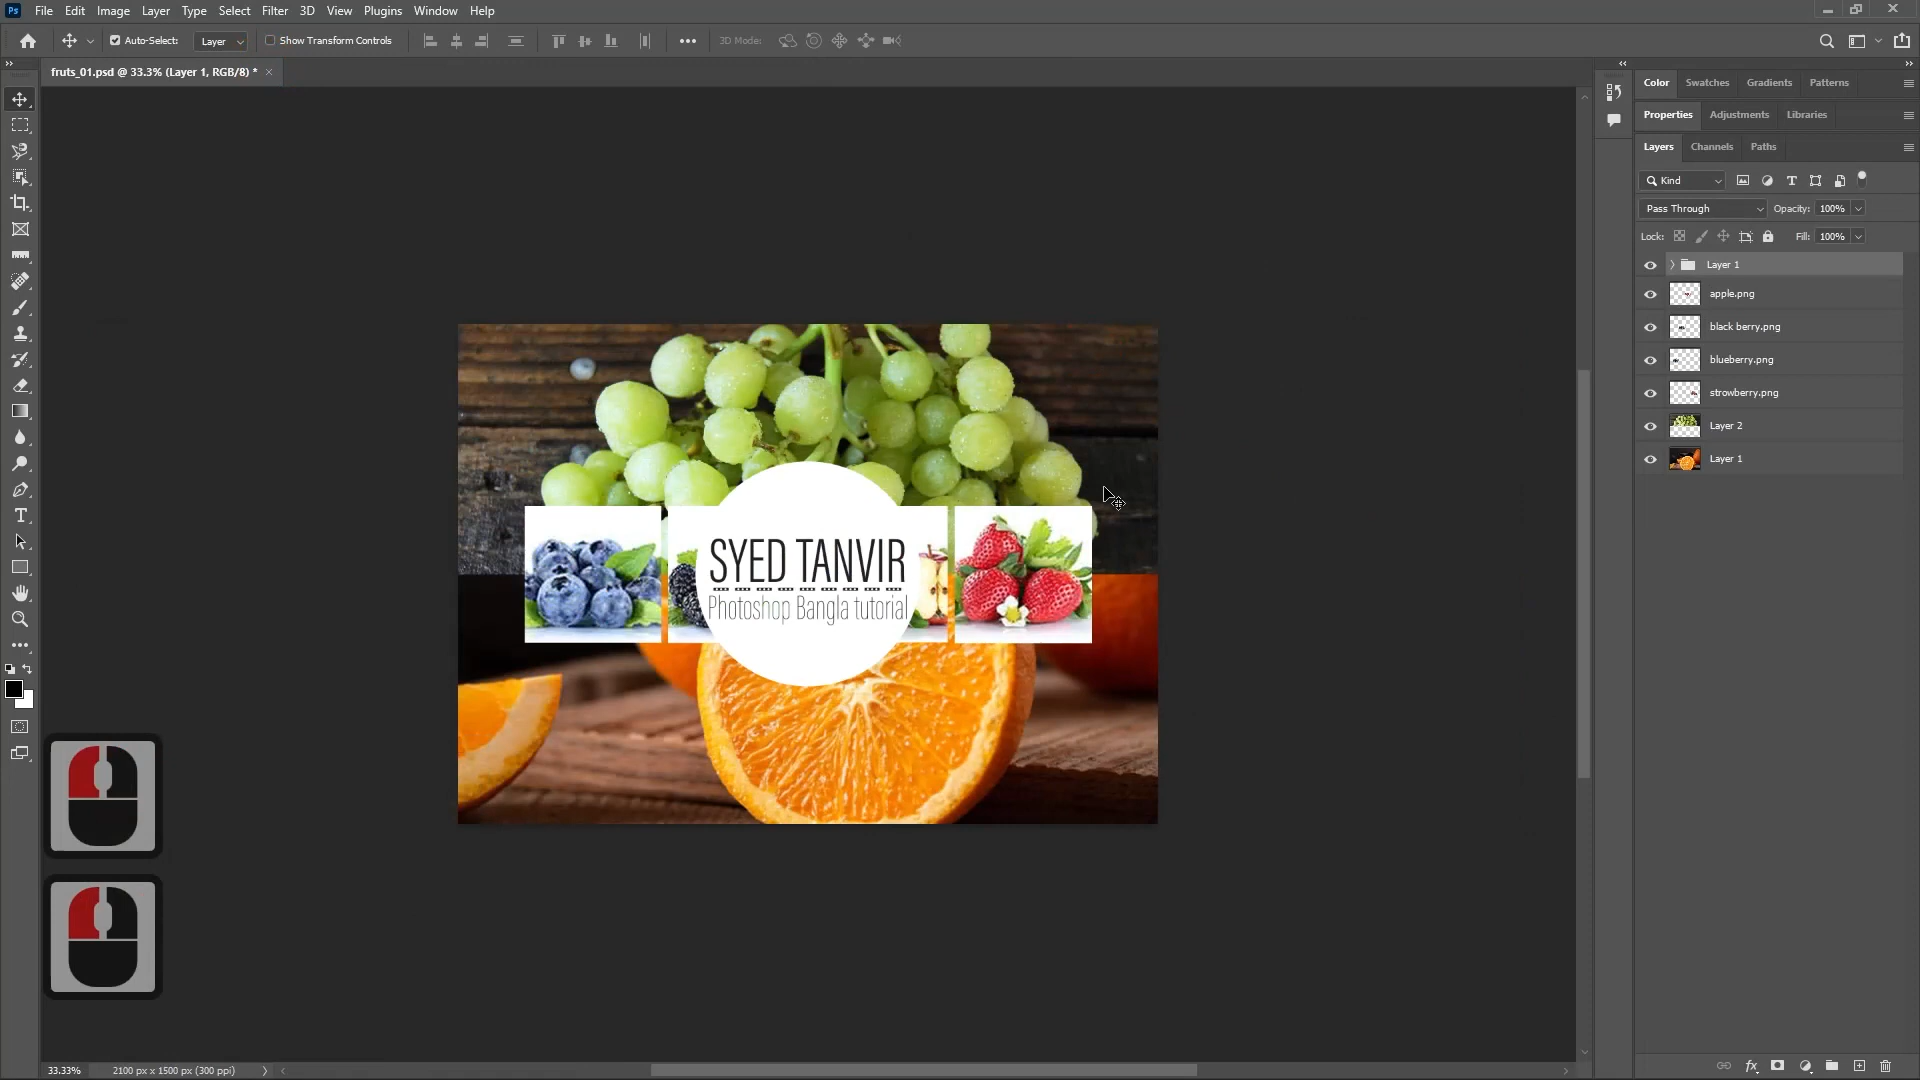 Ps File Edit Image Layer Type Select Filter 3D View Plugins Window Help
Auto-Select: Layer Show Transform Controls 3D Mode:
fruts_01.psd @ 33.3% (Layer 1, RGB/8) *
Color Swatches Gradients Patterns
Properties Adjustments Libraries
Layers Channels Paths
Kind
Pass Through Opacity: 100%
Lock: Fill: 100%
Layer 1
apple.png
black berry.png
blueberry.png
strowberry.png
Layer 2
Layer 1
SYED TANVIR
Photoshop Bangla tutorial
33.33% 2100 px x 1500 px (300 ppi)